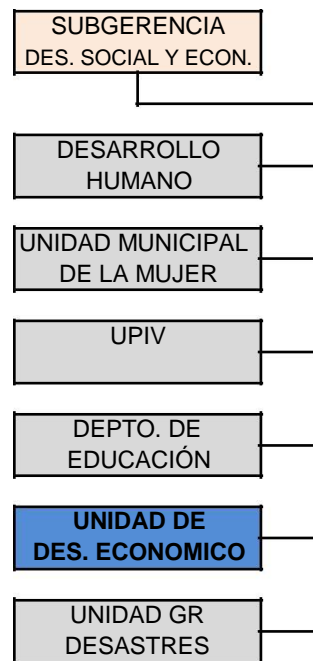 SUBGERENCIA
DES. SOCIAL Y ECON.
DESARROLLO
HUMANO
UNIDAD MUNICIPAL
DE LA MUJER
UPIV
DEPTO. DE
EDUCACIÓN
UNIDAD DE
DES. ECONOMICO
UNIDAD GR
DESASTRES